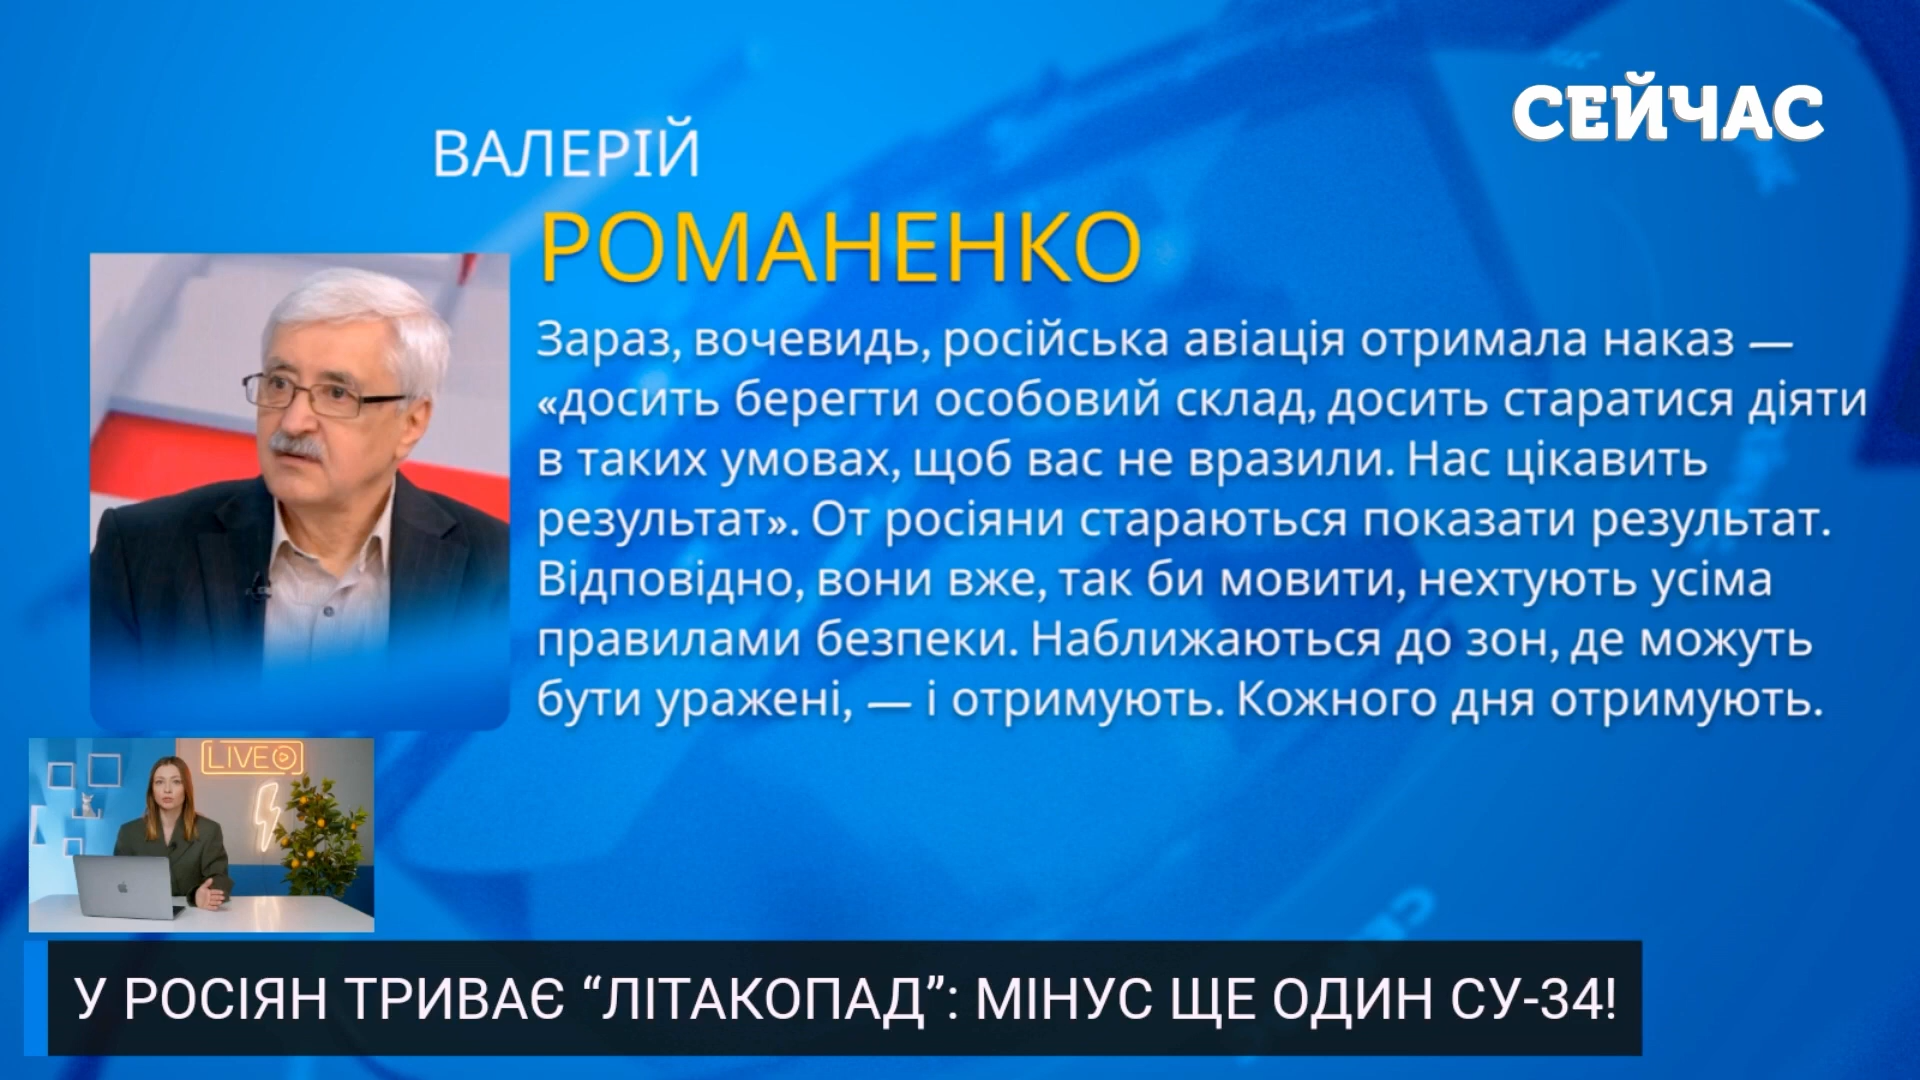 СЕЙЧАС
ВАЛЕРІЙ
РОМАНЕНКО
Зараз, вочевидь, російська авіація отримала наказ —
«досить берегти особовий склад, досить старатися діяти
в таких умовах, щоб вас не вразили. Нас цікавить
результат». От росіяни стараються показати результат.
Відповідно, вони вже, так би мовити, нехтують усіма
правилами безпеки. Наближаються до зон, де можуть
бути уражені, — і отримують. Кожного дня отримують.
LIVE
У РОСІЯН ТРИВАЄ “ЛІТАКОПАД”: МІНУС ЩЕ ОДИН СУ-34!